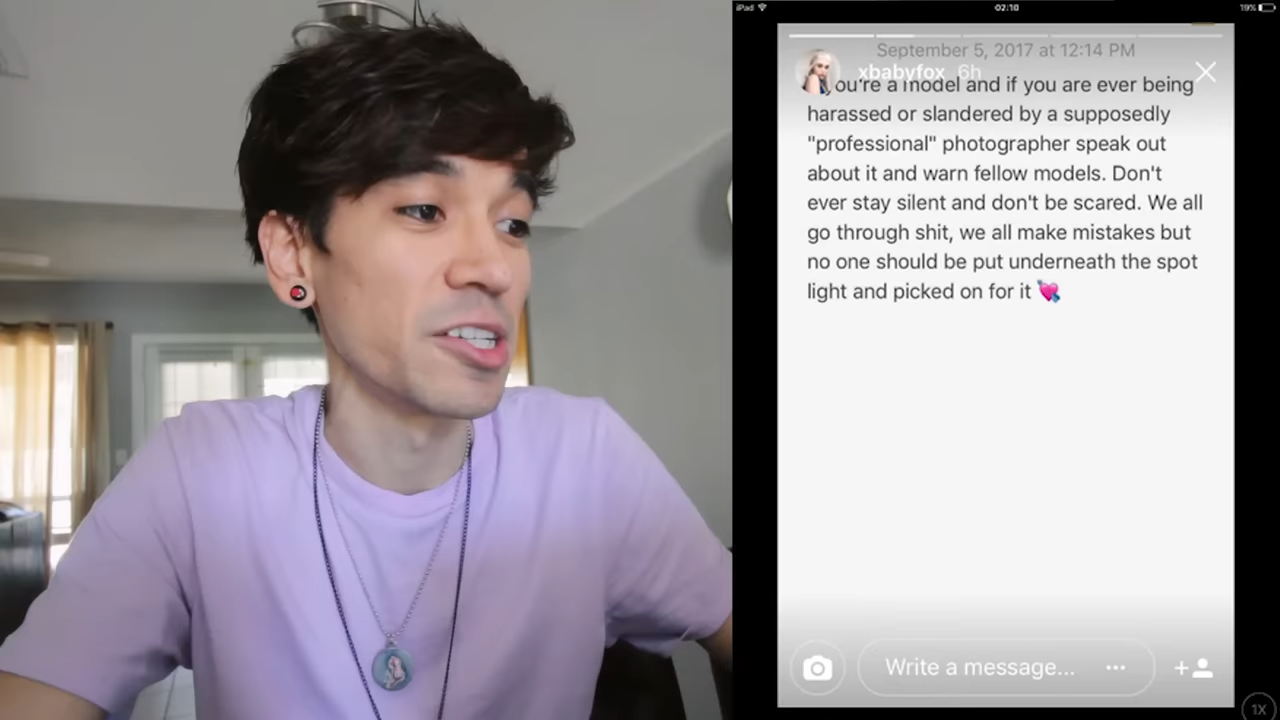 iPad
02:10
19%
September 5, 2017 at 12:14 PM
xbabyfox 6h
ou're a model and if you are ever being
harassed or slandered by a supposedly
"professional" photographer speak out
about it and warn fellow models. Don't
ever stay silent and don't be scared. We all
go through shit, we all make mistakes but
no one should be put underneath the spot
light and picked on for it 💘
Write a message...
1X